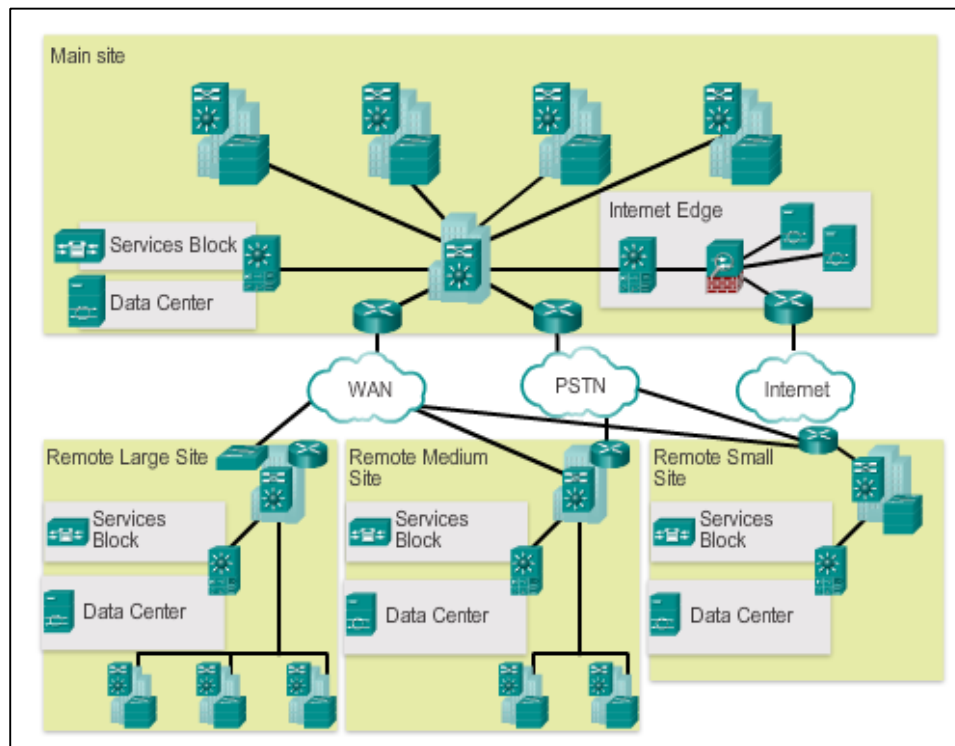 Main site
Internet Edge
Services Block
Data Center
WAN
PSTN
Internet
Remote Large Site
Services
Block
Data Center
Remote Medium
Site
Services
Block
Data Center
Remote Small
Site
Services
Block
Data Center